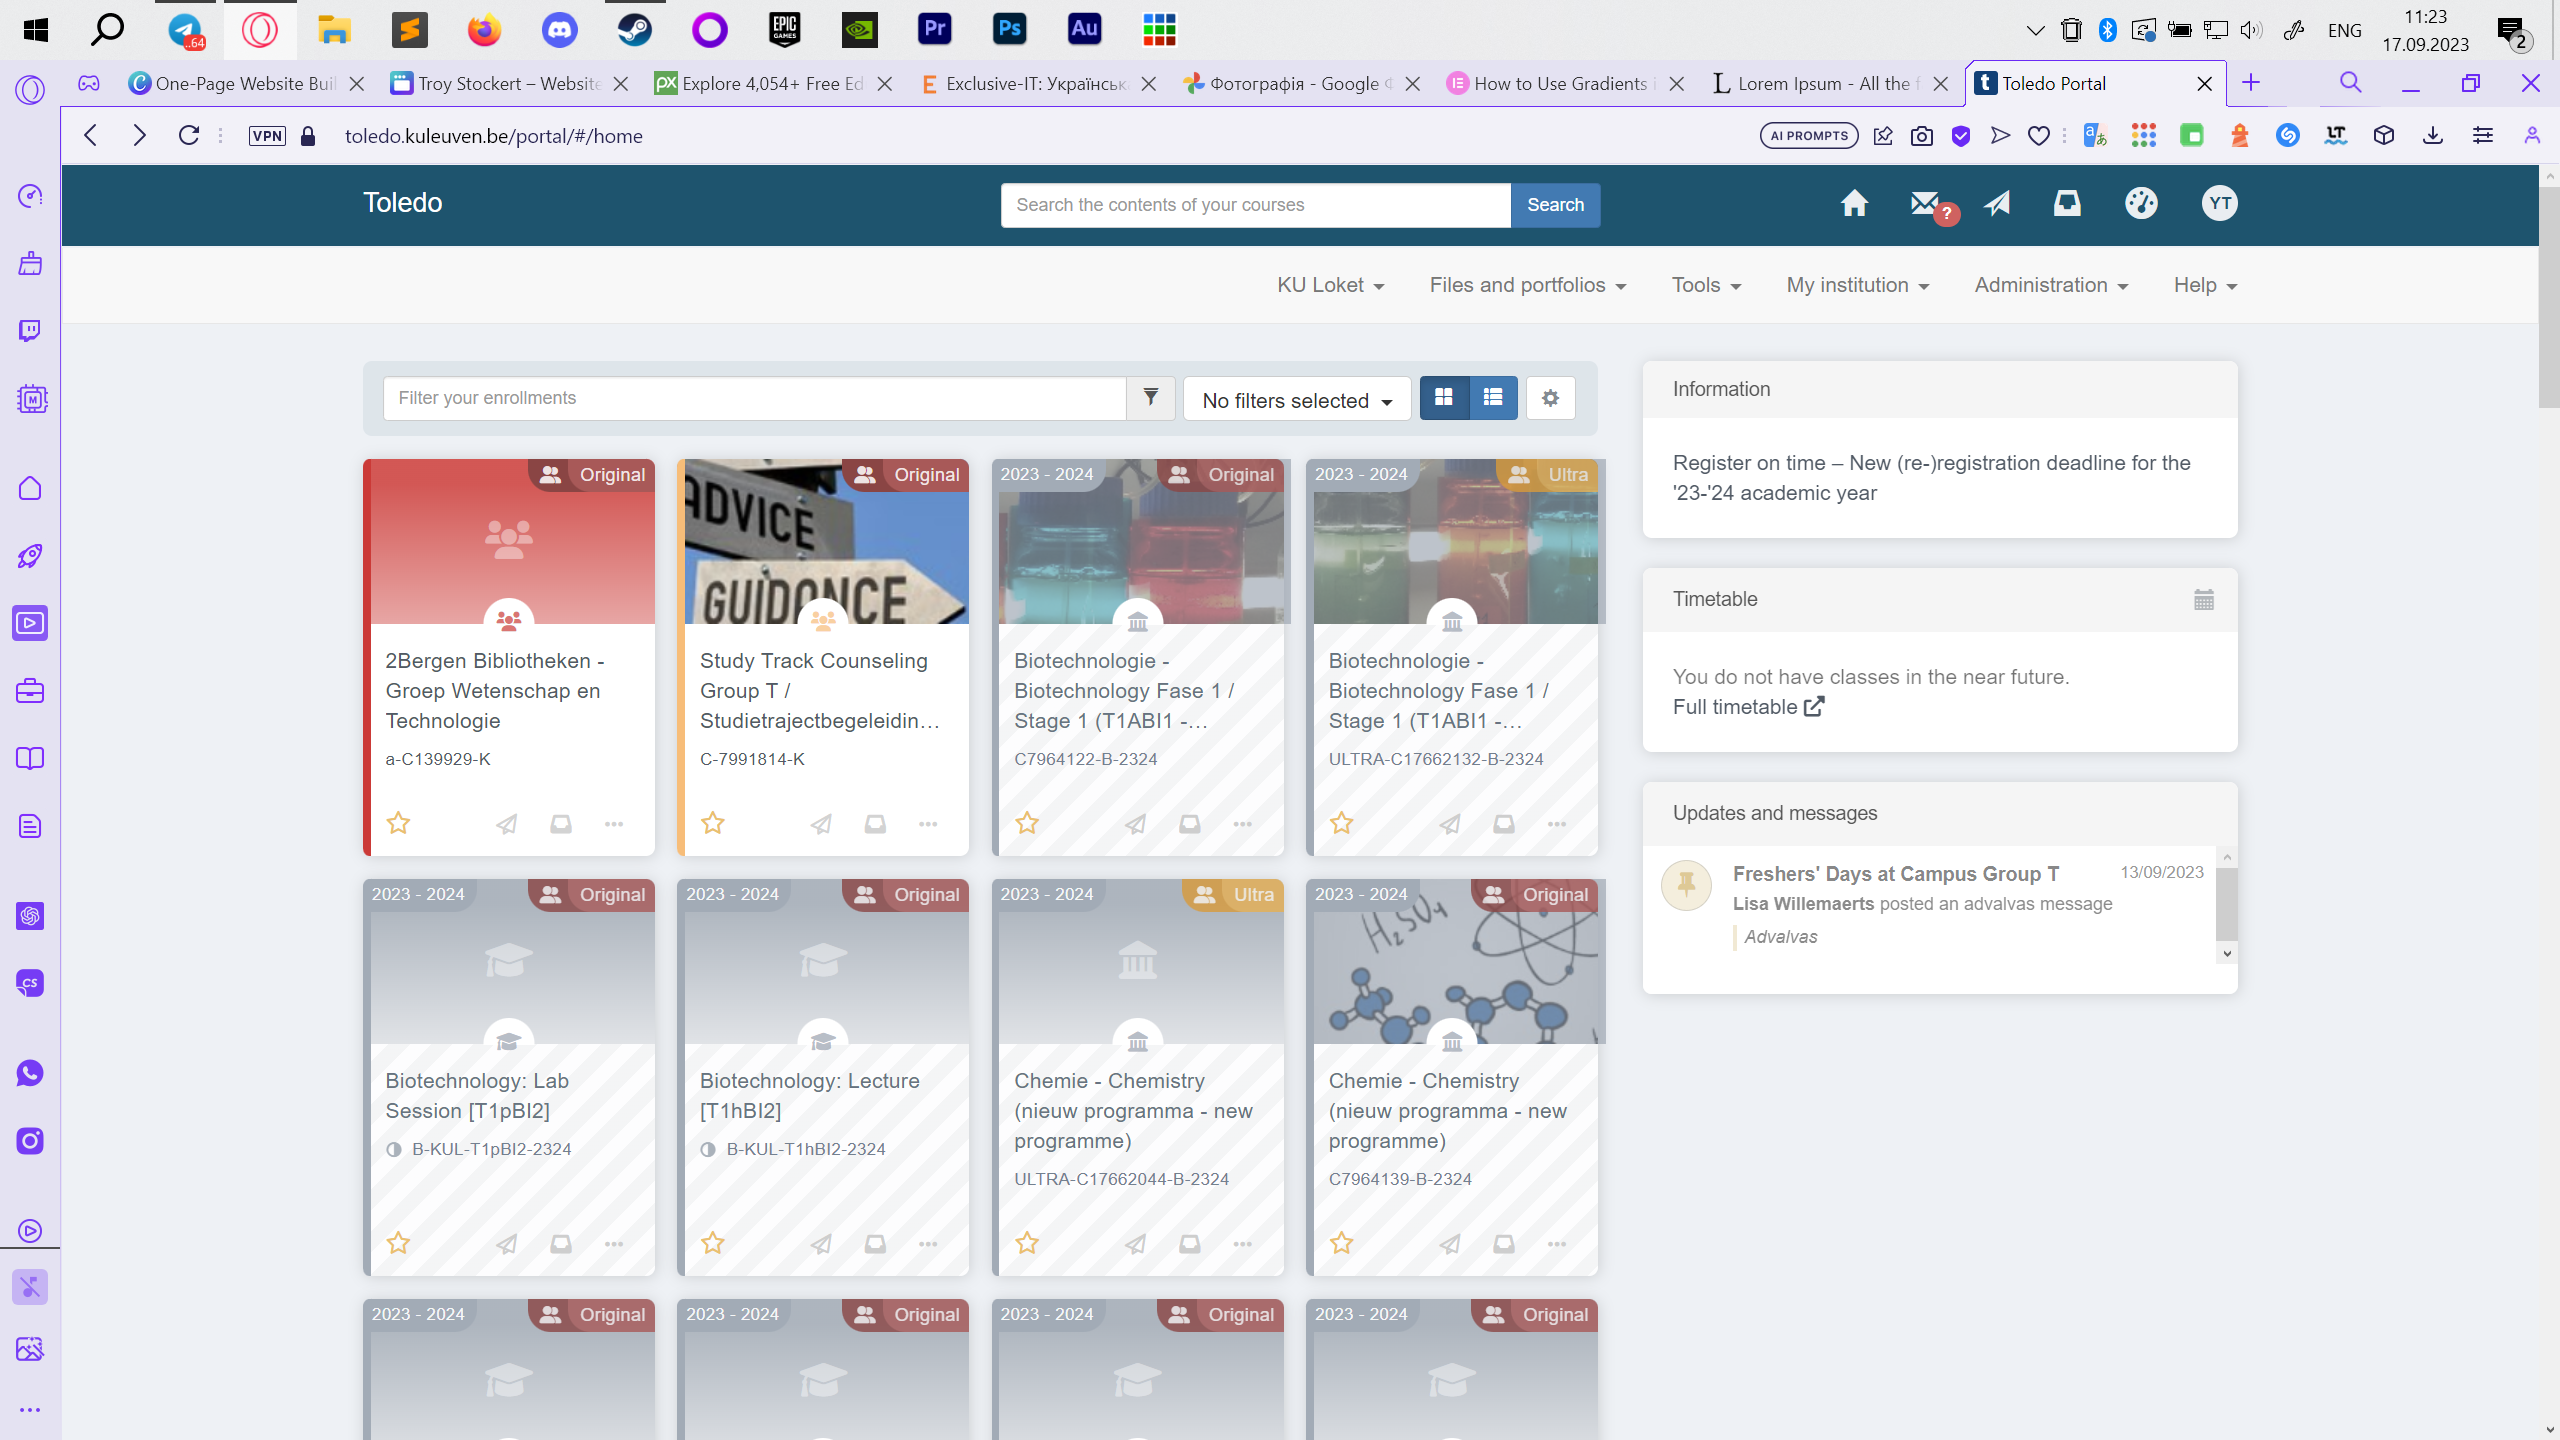 ..64
EPIC
GAMES
Pr
Ps
Au
ENG
11:23
17.09.2023
2
One-Page Website Buil
Troy Stockert – Website
Explore 4,054+ Free Ed
Exclusive-IT: Українськ
Фотографія - Google Ф
How to Use Gradients i
Lorem Ipsum - All the f
Toledo Portal
VPN
toledo.kuleuven.be/portal/#/home
AI PROMPTS
Toledo
Search the contents of your courses
Search
?
YT
KU Loket
Files and portfolios
Tools
My institution
Administration
Help
Filter your enrollments
No filters selected
Original
2Bergen Bibliotheken -
Groep Wetenschap en
Technologie
a-C139929-K
Original
ADVICE
GUIDANCE
Study Track Counseling
Group T /
Studietrajectbegeleidin…
C-7991814-K
2023 - 2024
Original
Biotechnologie -
Biotechnology Fase 1 /
Stage 1 (T1ABI1 -…
C7964122-B-2324
2023 - 2024
Ultra
Biotechnologie -
Biotechnology Fase 1 /
Stage 1 (T1ABI1 -…
ULTRA-C17662132-B-2324
2023 - 2024
Original
Biotechnology: Lab
Session [T1pBI2]
B-KUL-T1pBI2-2324
2023 - 2024
Original
Biotechnology: Lecture
[T1hBI2]
B-KUL-T1hBI2-2324
2023 - 2024
Ultra
Chemie - Chemistry
(nieuw programma - new
programme)
ULTRA-C17662044-B-2324
2023 - 2024
Original
H₂SO₄
Chemie - Chemistry
(nieuw programma - new
programme)
C7964139-B-2324
2023 - 2024
Original
2023 - 2024
Original
2023 - 2024
Original
2023 - 2024
Original
Information
Register on time – New (re-)registration deadline for the
'23-'24 academic year
Timetable
You do not have classes in the near future.
Full timetable
Updates and messages
Freshers' Days at Campus Group T
13/09/2023
Lisa Willemaerts posted an advalvas message
Advalvas